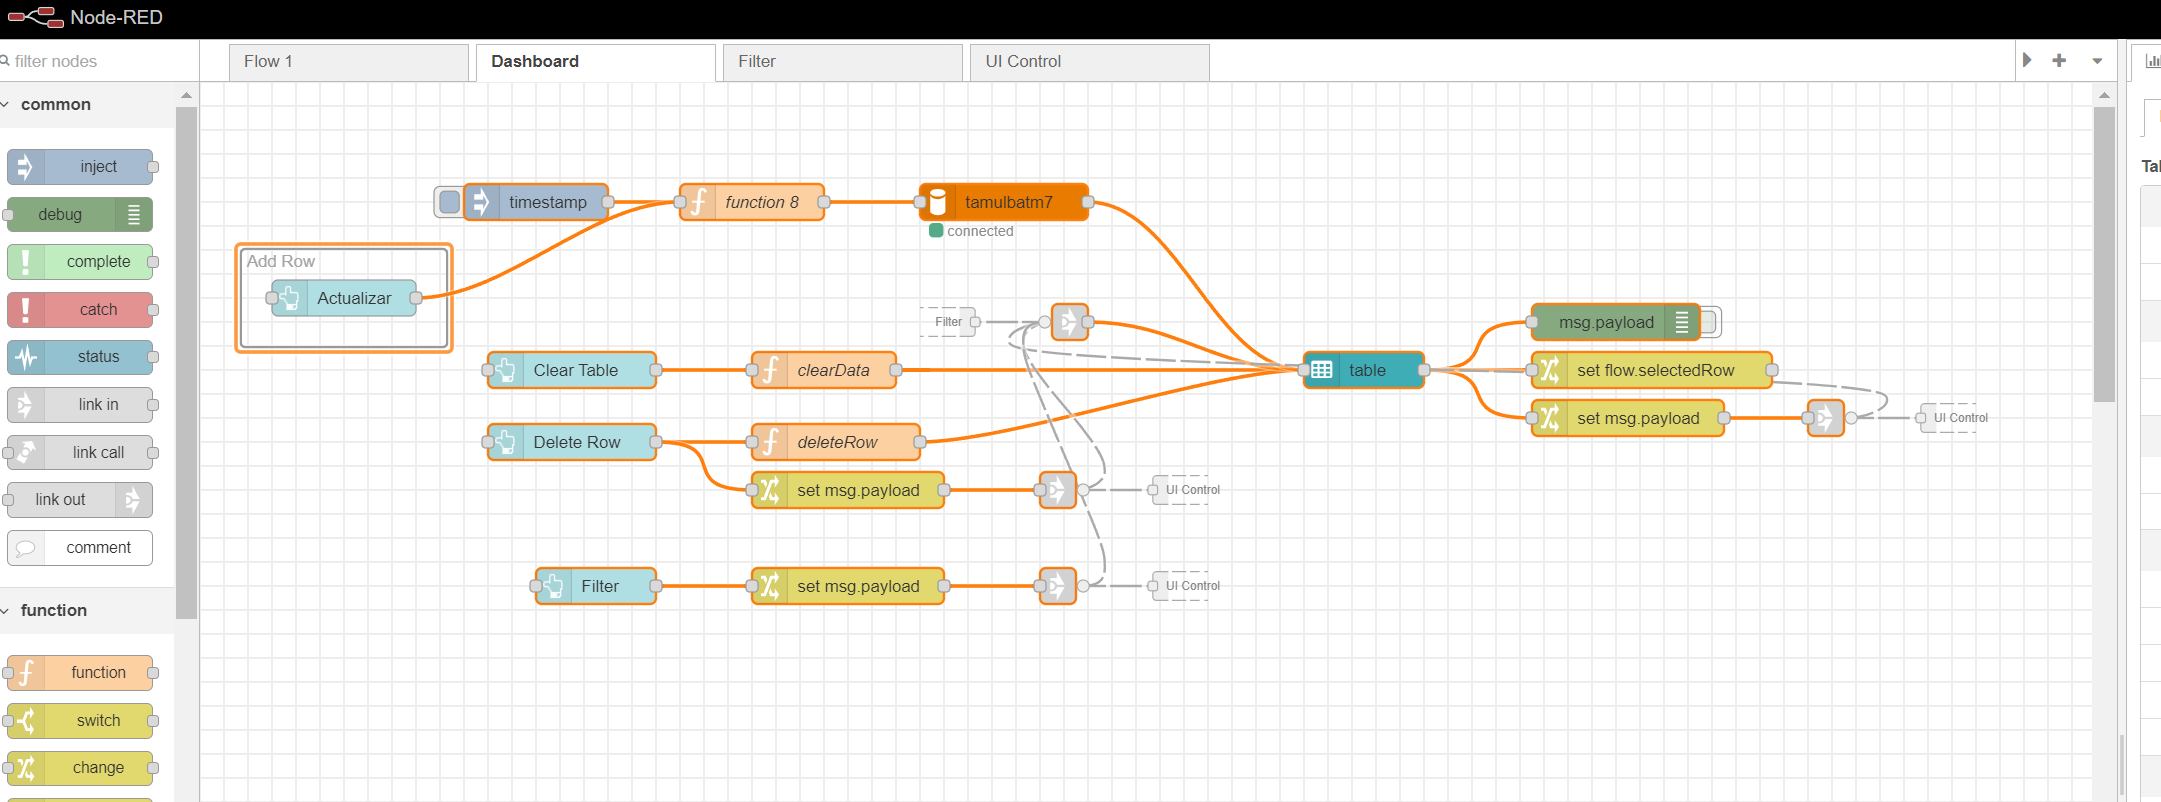 Node-RED
filter nodes
Flow 1
Dashboard
Filter
UI Control
common
inject
debug
complete
catch
status
link in
link call
link out
comment
function
function
switch
change
timestamp
function 8
tamulbatm7
connected
Add Row
Actualizar
Filter
Clear Table
clearData
table
msg.payload
set flow.selectedRow
set msg.payload
UI Control
Delete Row
deleteRow
set msg.payload
UI Control
Filter
set msg.payload
UI Control